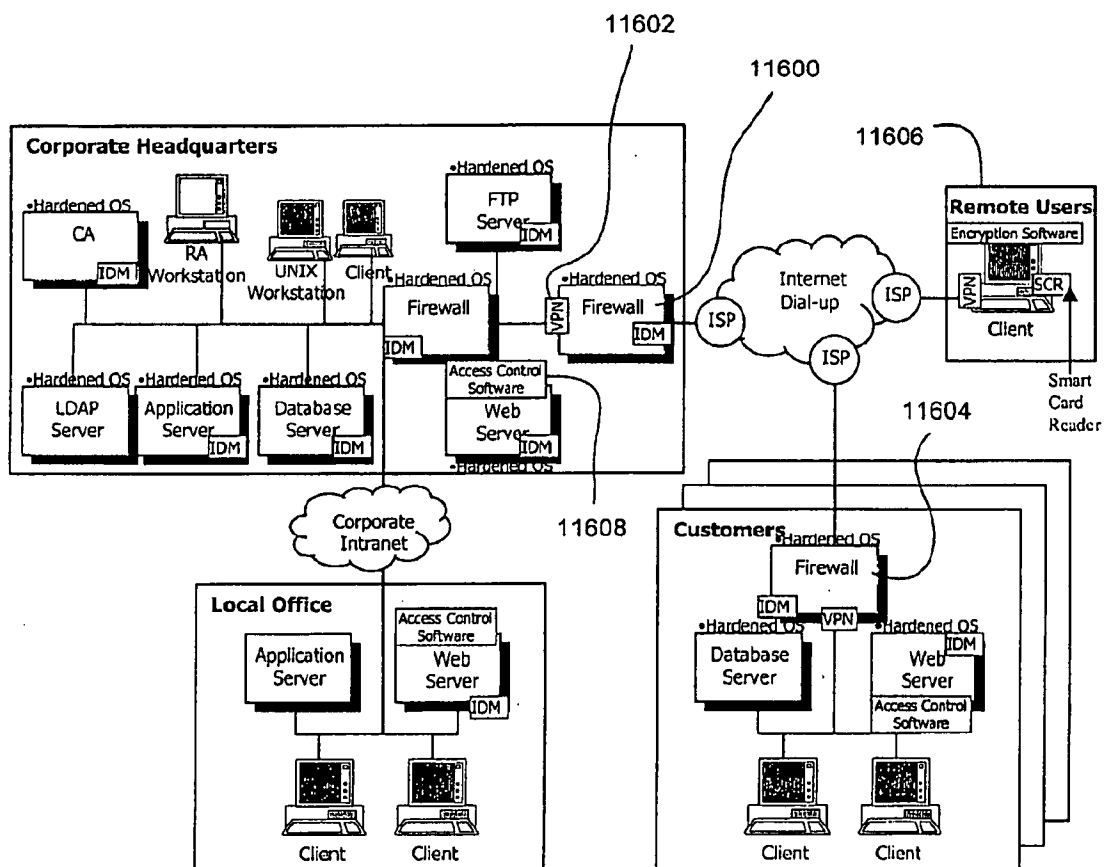 11602
11600
11606
Corporate Headquarters
•Hardened OS
CA
IDM
RA
Workstation
UNIX
Workstation
Client
•Hardened OS
FTP
Server
IDM
•Hardened OS
Firewall
IDM
VPN
•Hardened OS
Firewall
IDM
ISP
Internet
Dial-up
ISP
ISP
Remote Users
Encryption Software
VPN
SCR
Client
Smart
Card
Reader
•Hardened OS
LDAP
Server
•Hardened OS
Application
Server
IDM
•Hardened OS
Database
Server
IDM
Access Control
Software
Web
Server
IDM
•Hardened OS
11608
11604
Corporate
Intranet
Local Office
Application
Server
Access Control
Software
Web
Server
IDM
Client
Client
Customers
•Hardened OS
Firewall
IDM
VPN
•Hardened OS
Database
Server
•Hardened OS
IDM
Web
Server
Access Control
Software
Client
Client